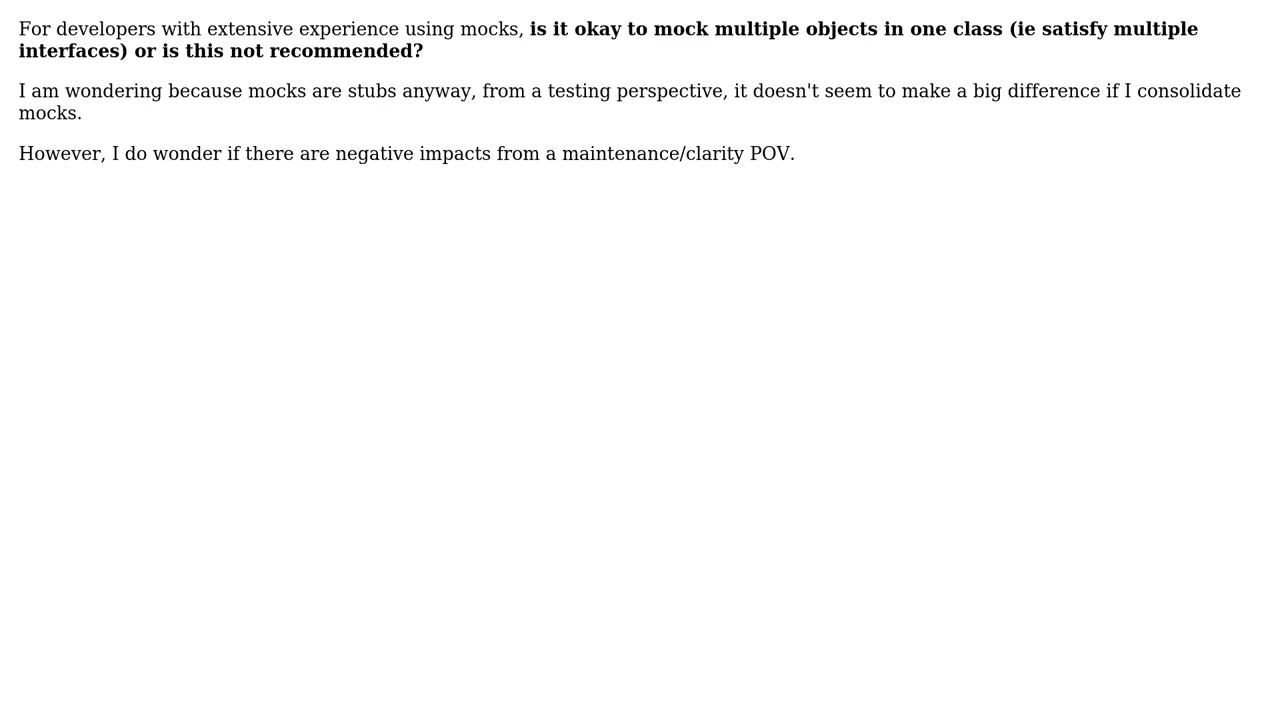 For developers with extensive experience using mocks, is it okay to mock multiple objects in one class (ie satisfy multiple
interfaces) or is this not recommended?
I am wondering because mocks are stubs anyway, from a testing perspective, it doesn't seem to make a big difference if I consolidate
mocks.
However, I do wonder if there are negative impacts from a maintenance/clarity POV.